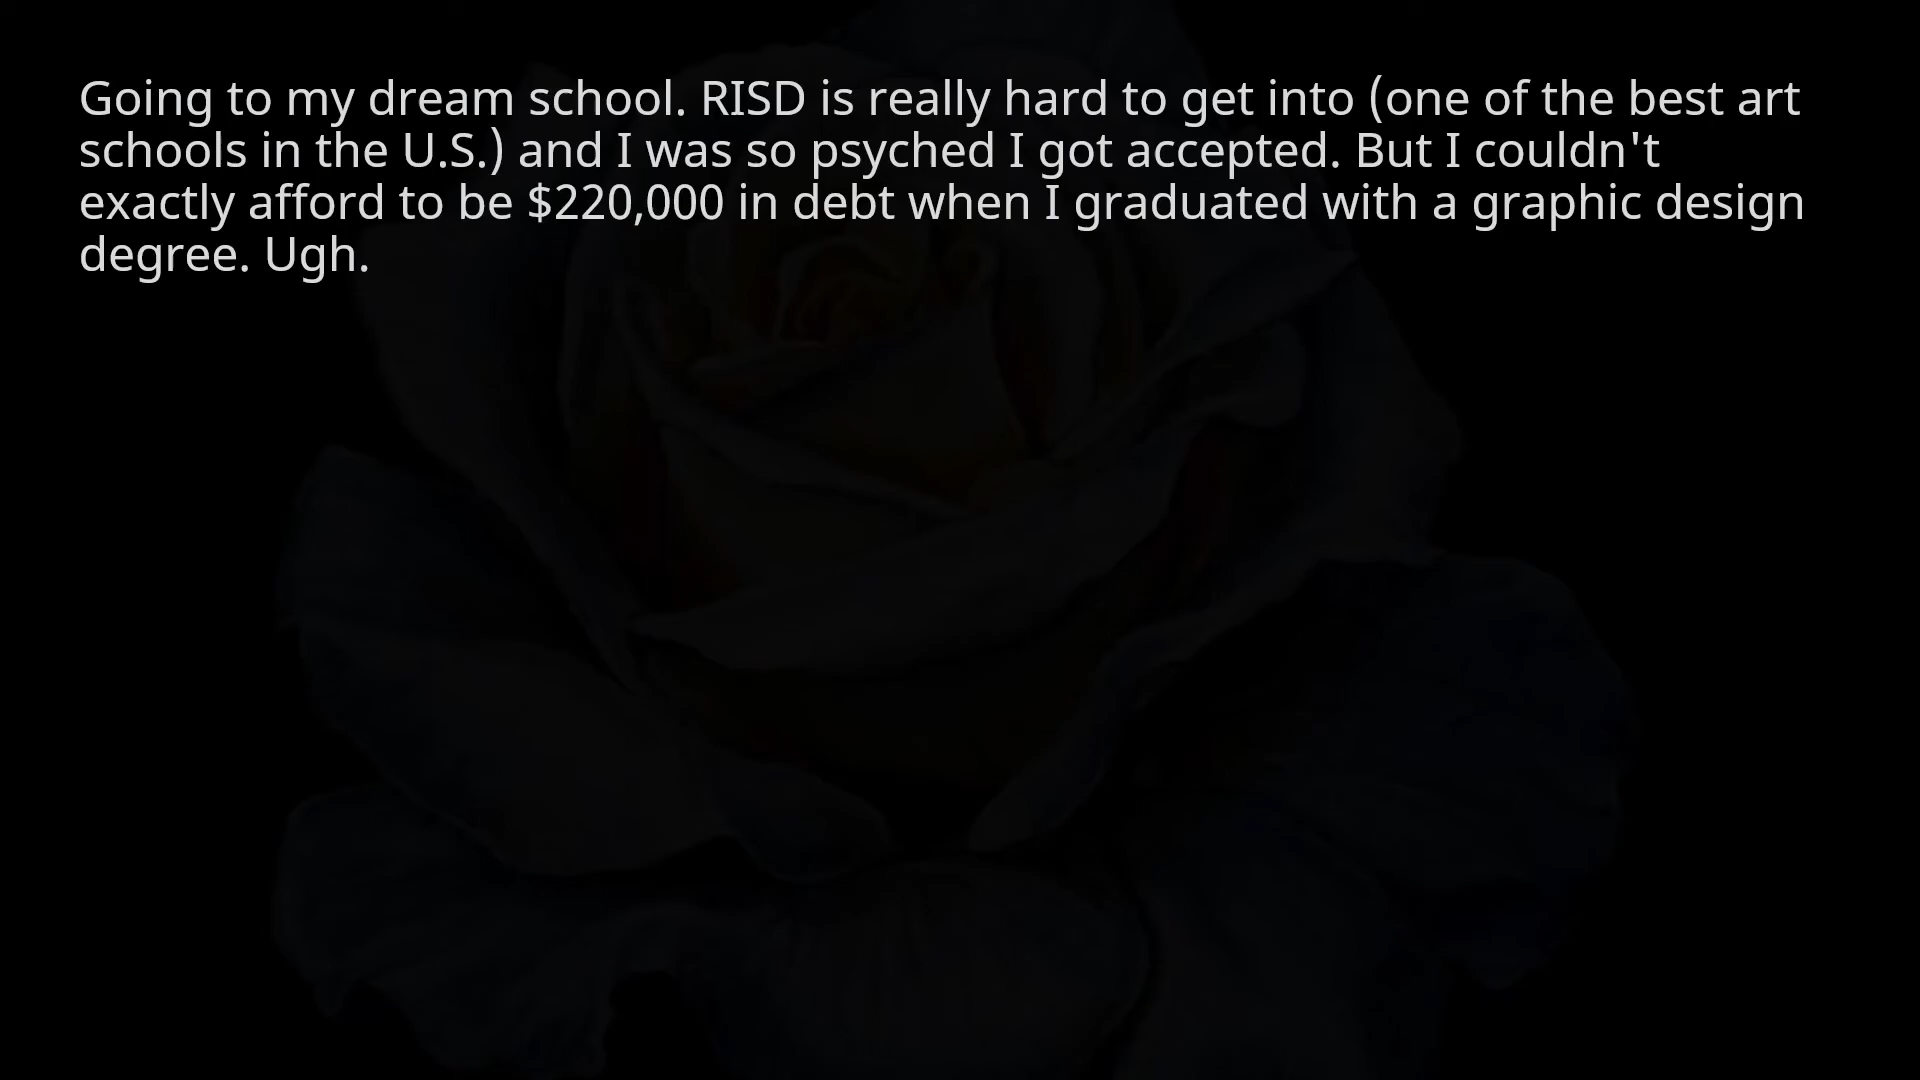 Going to my dream school. RISD is really hard to get into (one of the best art
schools in the U.S.) and I was so psyched I got accepted. But I couldn't
exactly afford to be $220,000 in debt when I graduated with a graphic design
degree. Ugh.